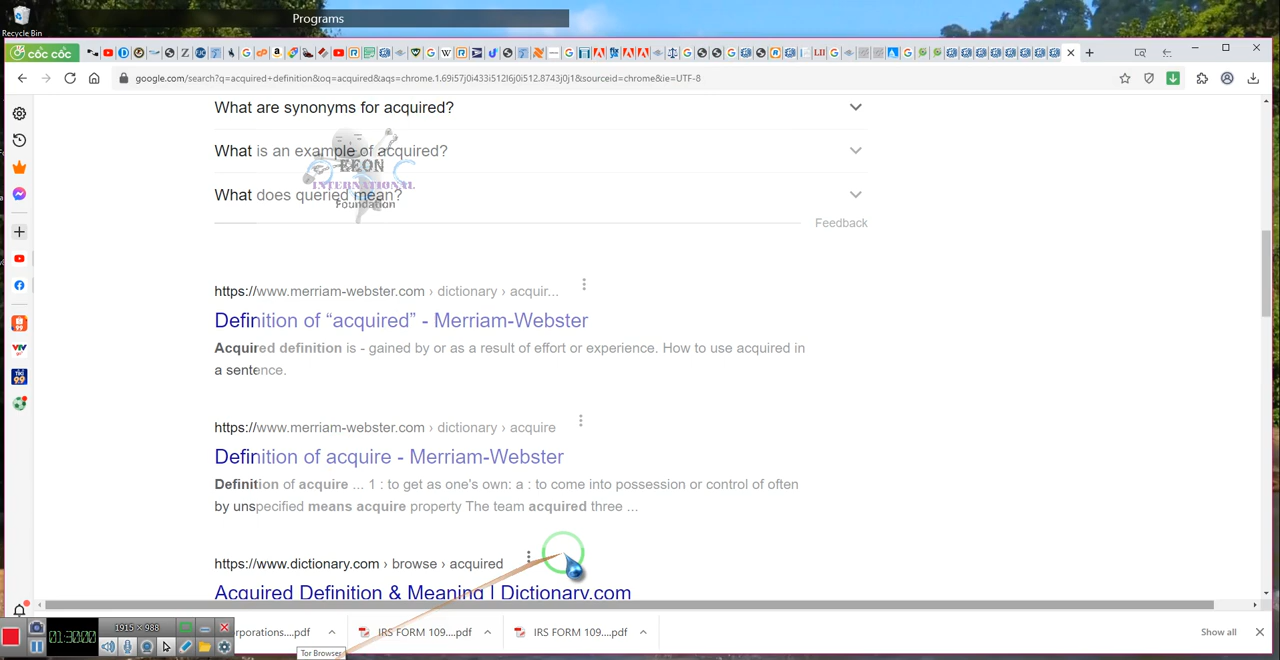 Programs
Recycle Bin
CỐC CỐC
google.com/search?q=acquired+definition&oq=acquired&aqs=chrome.1.69i57j0i433i512l6j0i512.8743j0j1&sourceid=chrome&ie=UTF-8
What are synonyms for acquired?
What is an example of acquired?
What does queried mean?
EEON
INTERNATIONAL
Foundation
Feedback
https://www.merriam-webster.com › dictionary › acquir...
Definition of “acquired” - Merriam-Webster
Acquired definition is - gained by or as a result of effort or experience. How to use acquired in
a sentence.
https://www.merriam-webster.com › dictionary › acquire
Definition of acquire - Merriam-Webster
Definition of acquire ... 1 : to get as one's own: a : to come into possession or control of often
by unspecified means acquire property The team acquired three ...
https://www.dictionary.com › browse › acquired
Acquired Definition & Meaning | Dictionary.com
01:30:00
1915 × 988
orporations....pdf
IRS FORM 109....pdf
IRS FORM 109....pdf
Show all
Tor Browser